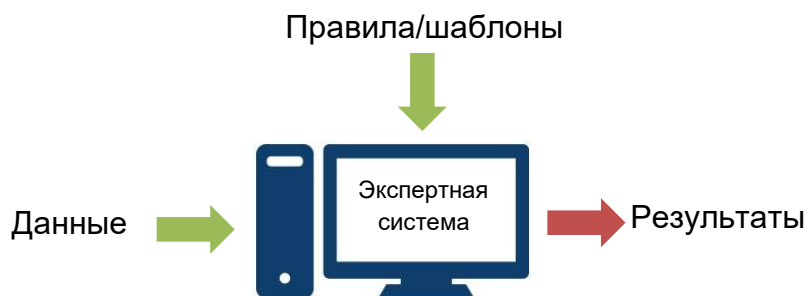 Правила/шаблоны
Экспертная
система
Данные
Результаты